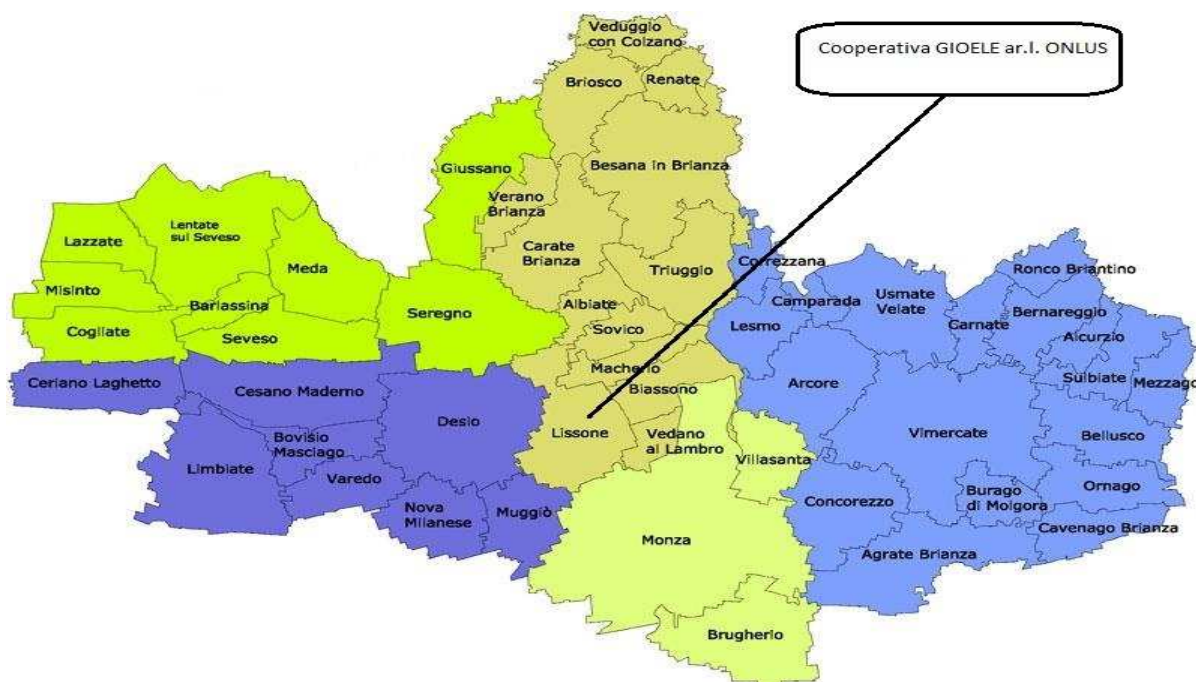 Veduggio
con Colzano
Cooperativa GIOELE ar.l. ONLUS
Briosco
Renate
Giussano
Besana in Brianza
Verano
Brianza
Lazzate
Lentate
sul Seveso
Meda
Carate
Brianza
Triuggio
Correzzana
Ronco Briantino
Misinto
Barlassina
Seregno
Albiate
Camparada
Usmate
Velate
Bernareggio
Cogliate
Seveso
Sovico
Lesmo
Carnate
Aicurzio
Ceriano Laghetto
Cesano Maderno
Macherio
Biassono
Arcore
Sulbiate
Mezzago
Desio
Lissone
Vedano
al Lambro
Vimercate
Bellusco
Limbiate
Bovisio
Masciago
Varedo
Villasanta
Nova
Milanese
Muggiò
Concorezzo
Burago
di Molgora
Ornago
Monza
Cavenago Brianza
Agrate Brianza
Brugherio